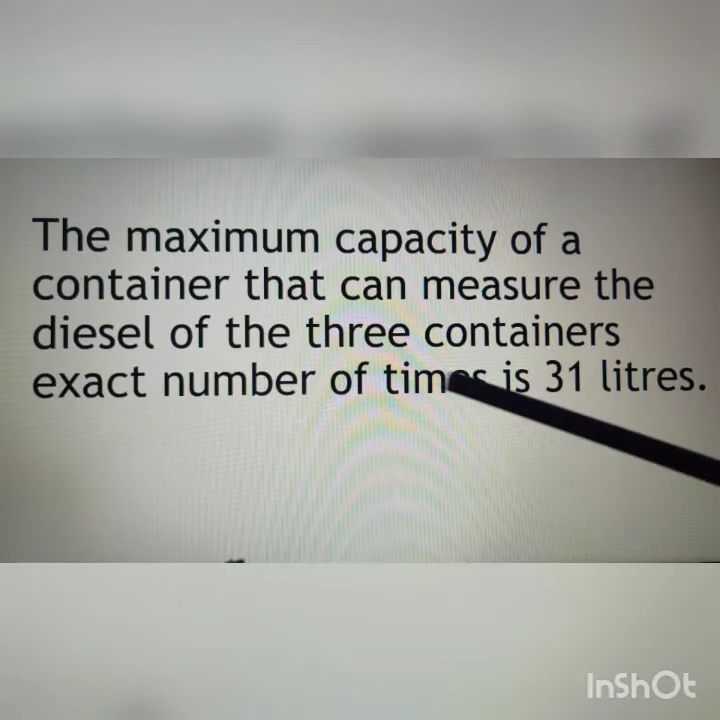 The maximum capacity of a
container that can measure the
diesel of the three containers
exact number of times is 31 litres.
InShOt